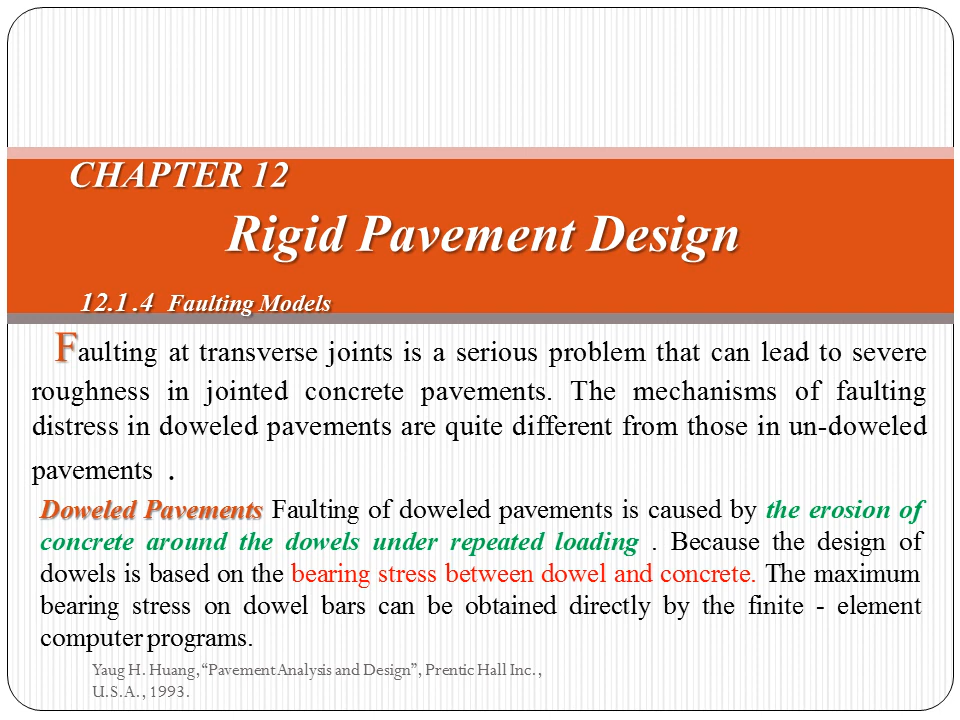 CHAPTER 12
Rigid Pavement Design
12.1.4 Faulting Models
Faulting at transverse joints is a serious problem that can lead to severe
roughness in jointed concrete pavements. The mechanisms of faulting
distress in doweled pavements are quite different from those in un-doweled
pavements .
Doweled Pavements Faulting of doweled pavements is caused by the erosion of
concrete around the dowels under repeated loading . Because the design of
dowels is based on the bearing stress between dowel and concrete. The maximum
bearing stress on dowel bars can be obtained directly by the finite - element
computer programs.
Yaug H. Huang, “Pavement Analysis and Design”, Prentic Hall Inc.,
U.S.A., 1993.